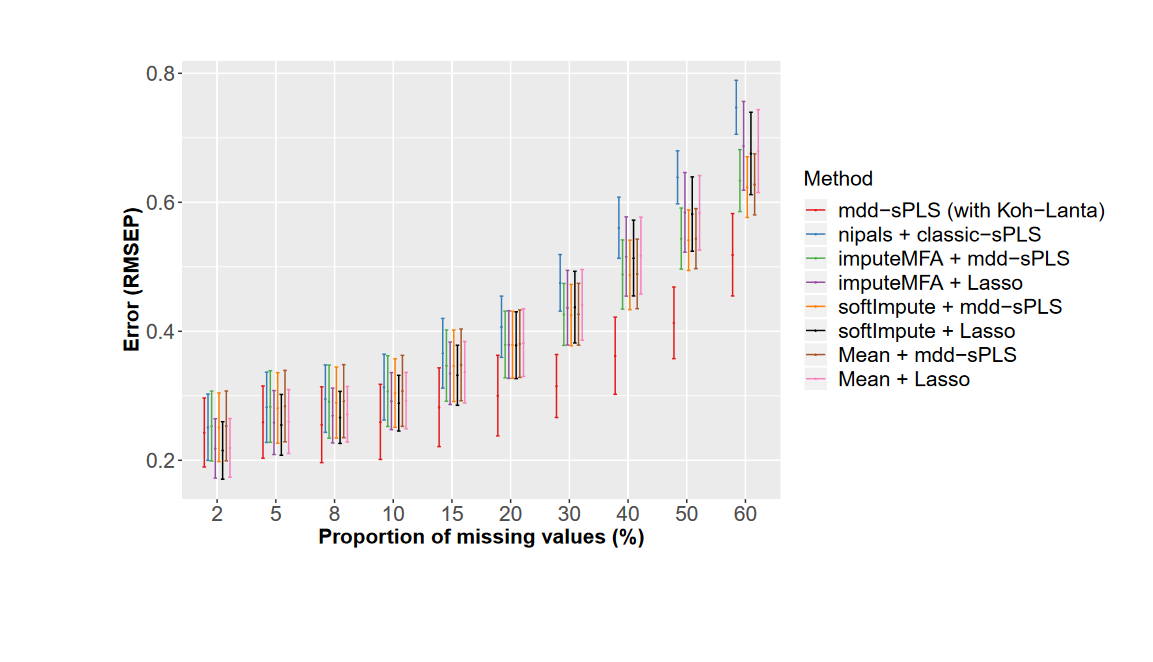 0.8
0.6
0.4
0.2
Error (RMSEP)
2 5 8 10 15 20 30 40 50 60
Proportion of missing values (%)
Method
mdd−sPLS (with Koh−Lanta)
nipals + classic−sPLS
imputeMFA + mdd−sPLS
imputeMFA + Lasso
softImpute + mdd−sPLS
softImpute + Lasso
Mean + mdd−sPLS
Mean + Lasso